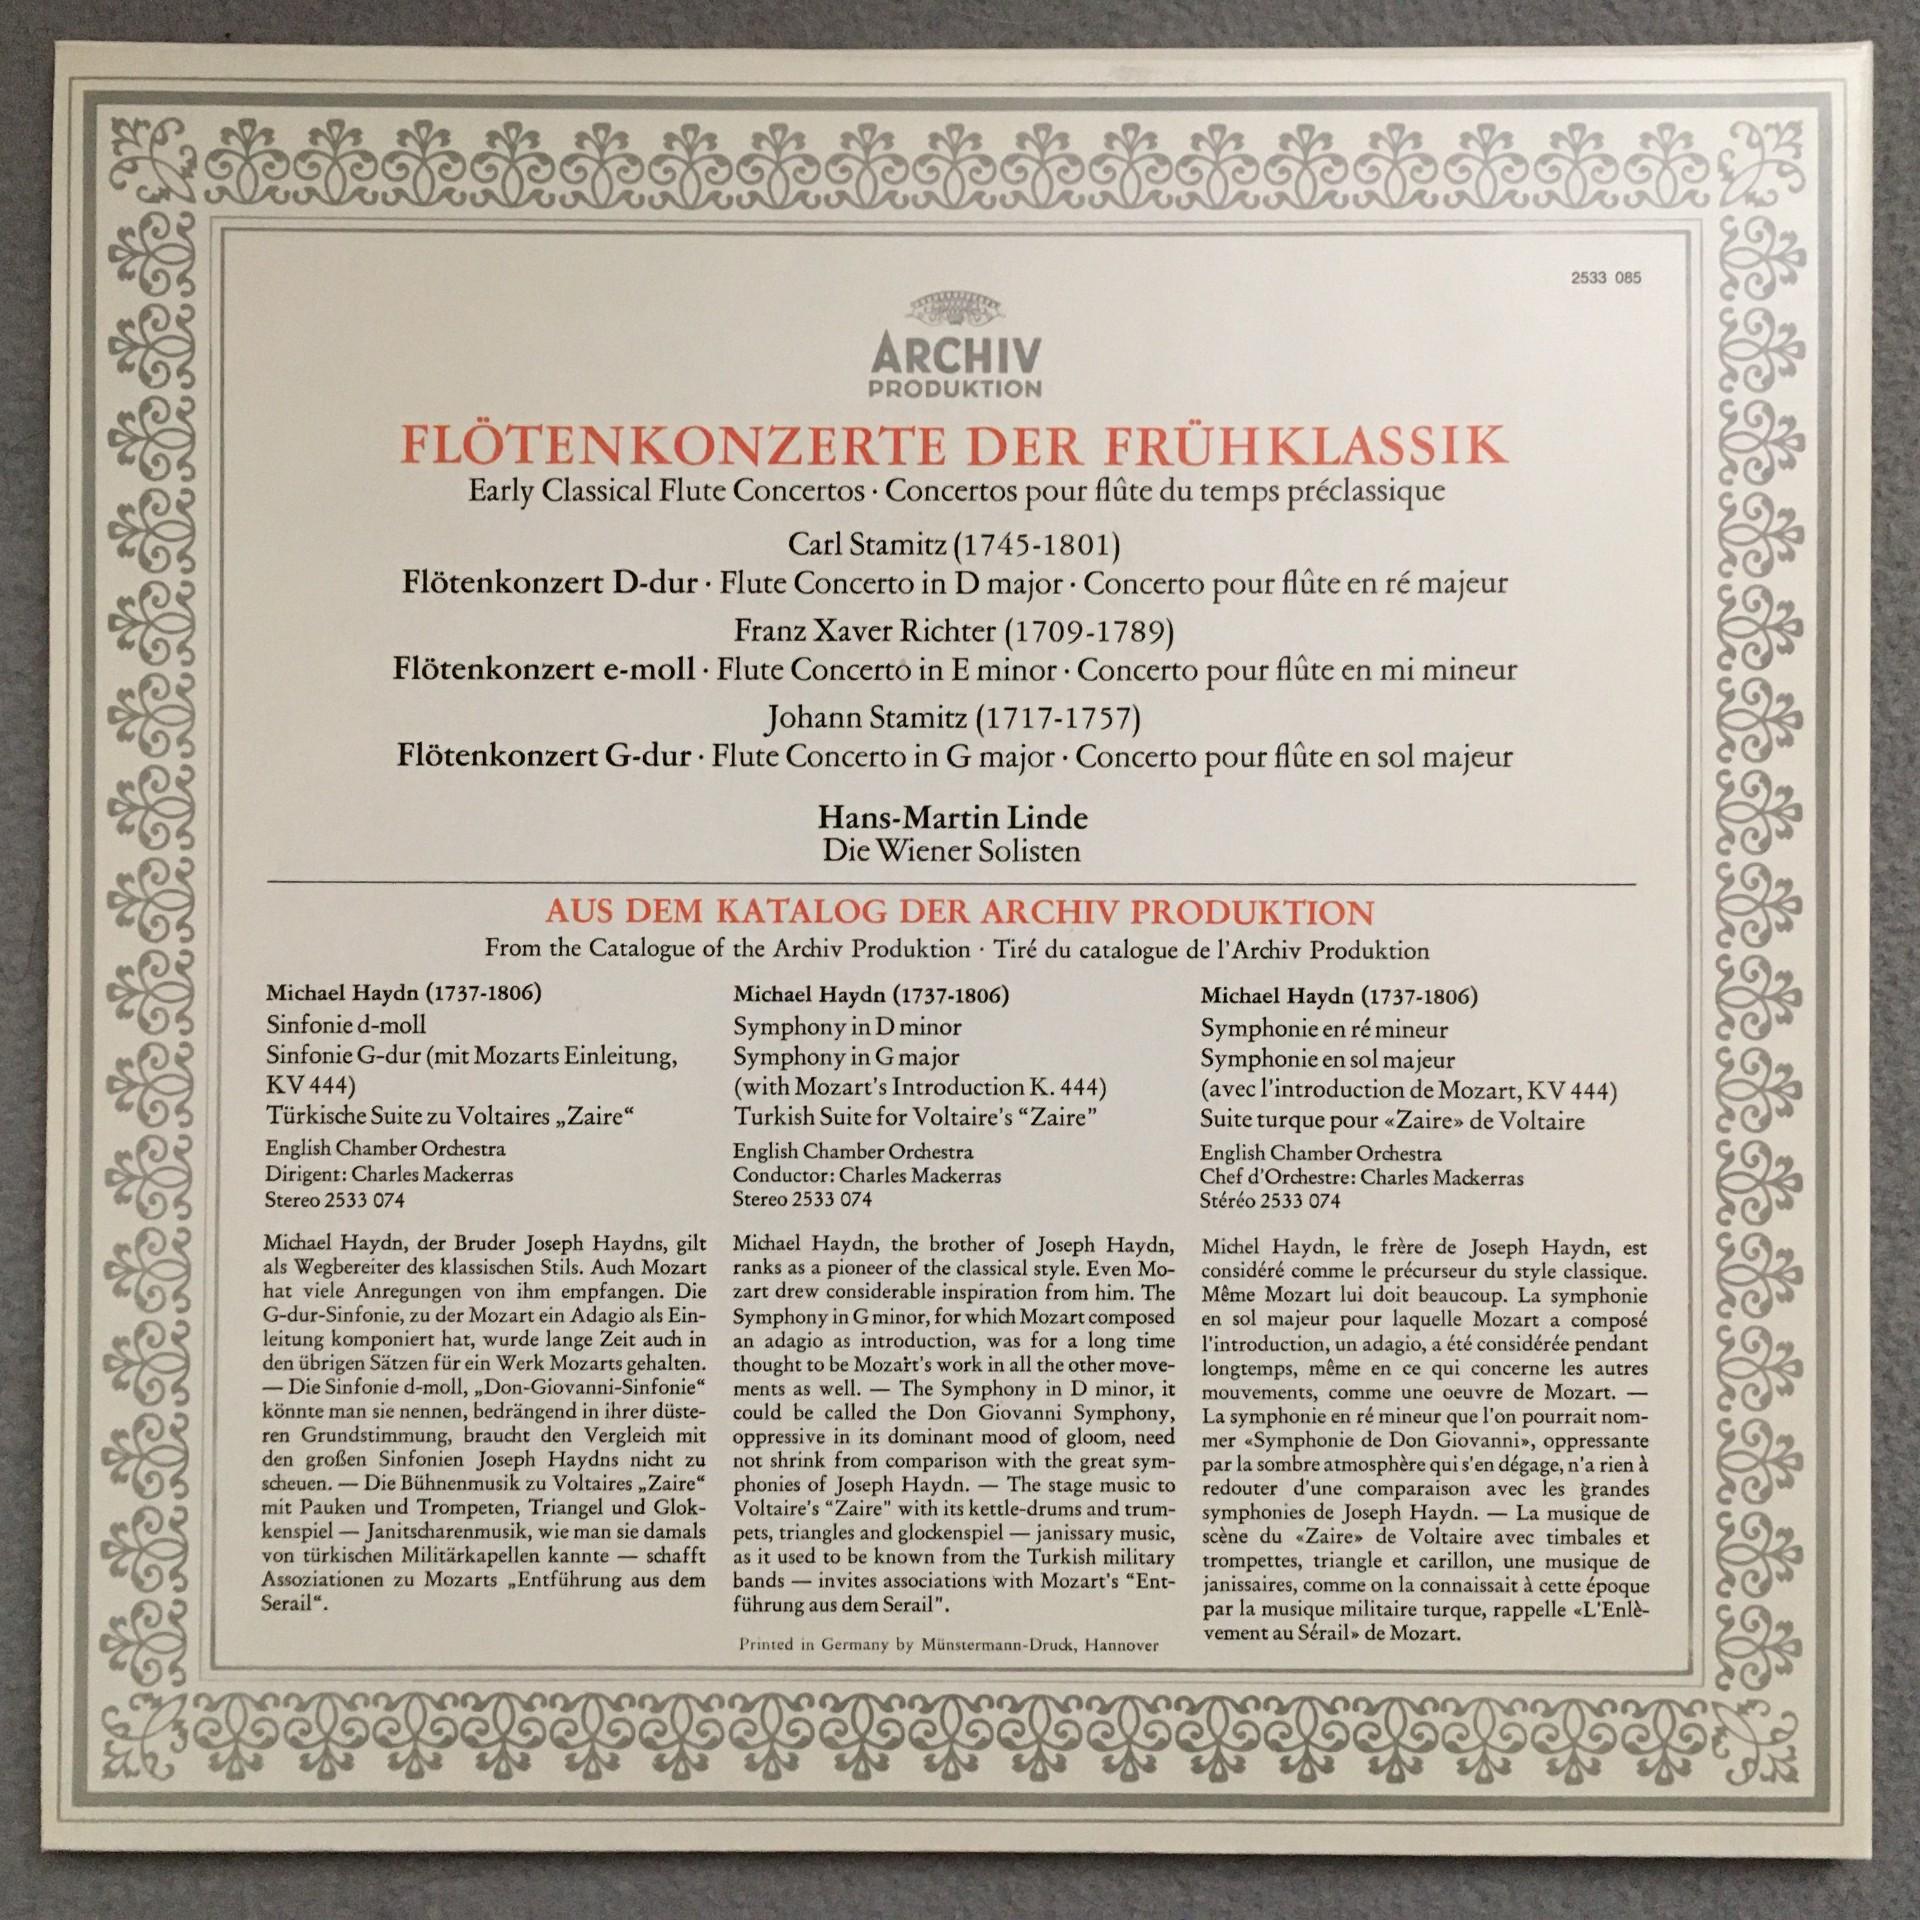 2533 085
ARCHIV
PRODUKTION
FLÖTENKONZERTE DER FRÜHKLASSIK
Early Classical Flute Concertos · Concertos pour flûte du temps préclassique
Carl Stamitz (1745-1801)
Flötenkonzert D-dur · Flute Concerto in D major · Concerto pour flûte en ré majeur
Franz Xaver Richter (1709-1789)
Flötenkonzert e-moll · Flute Concerto in E minor · Concerto pour flûte en mi mineur
Johann Stamitz (1717-1757)
Flötenkonzert G-dur · Flute Concerto in G major · Concerto pour flûte en sol majeur
Hans-Martin Linde
Die Wiener Solisten
AUS DEM KATALOG DER ARCHIV PRODUKTION
From the Catalogue of the Archiv Produktion · Tiré du catalogue de l'Archiv Produktion
Michael Haydn (1737-1806)
Sinfonie d-moll
Sinfonie G-dur (mit Mozarts Einleitung,
KV 444)
Türkische Suite zu Voltaires „Zaire“
English Chamber Orchestra
Dirigent: Charles Mackerras
Stereo 2533 074
Michael Haydn, der Bruder Joseph Haydns, gilt
als Wegbereiter des klassischen Stils. Auch Mozart
hat viele Anregungen von ihm empfangen. Die
G-dur-Sinfonie, zu der Mozart ein Adagio als Ein-
leitung komponiert hat, wurde lange Zeit auch in
den übrigen Sätzen für ein Werk Mozarts gehalten.
— Die Sinfonie d-moll, „Don-Giovanni-Sinfonie“
könnte man sie nennen, bedrängend in ihrer düste-
ren Grundstimmung, braucht den Vergleich mit
den großen Sinfonien Joseph Haydns nicht zu
scheuen. — Die Bühnenmusik zu Voltaires „Zaire“
mit Pauken und Trompeten, Triangel und Glok-
kenspiel — Janitscharenmusik, wie man sie damals
von türkischen Militärkapellen kannte — schafft
Assoziationen zu Mozarts „Entführung aus dem
Serail“.
Michael Haydn (1737-1806)
Symphony in D minor
Symphony in G major
(with Mozart's Introduction K. 444)
Turkish Suite for Voltaire's “Zaire”
English Chamber Orchestra
Conductor: Charles Mackerras
Stereo 2533 074
Michael Haydn, the brother of Joseph Haydn,
ranks as a pioneer of the classical style. Even Mo-
zart drew considerable inspiration from him. The
Symphony in G minor, for which Mozart composed
an adagio as introduction, was for a long time
thought to be Mozart's work in all the other move-
ments as well. — The Symphony in D minor, it
could be called the Don Giovanni Symphony,
oppressive in its dominant mood of gloom, need
not shrink from comparison with the great sym-
phonies of Joseph Haydn. — The stage music to
Voltaire's “Zaire” with its kettle-drums and trum-
pets, triangles and glockenspiel — janissary music,
as it used to be known from the Turkish military
bands — invites associations with Mozart's “Ent-
führung aus dem Serail”.
Printed in Germany by Münstermann-Druck, Hannover
Michael Haydn (1737-1806)
Symphonie en ré mineur
Symphonie en sol majeur
(avec l'introduction de Mozart, KV 444)
Suite turque pour «Zaire» de Voltaire
English Chamber Orchestra
Chef d'Orchestre: Charles Mackerras
Stéréo 2533 074
Michel Haydn, le frère de Joseph Haydn, est
considéré comme le précurseur du style classique.
Même Mozart lui doit beaucoup. La symphonie
en sol majeur pour laquelle Mozart a composé
l'introduction, un adagio, a été considérée pendant
longtemps, même en ce qui concerne les autres
mouvements, comme une oeuvre de Mozart. —
La symphonie en ré mineur que l'on pourrait nom-
mer «Symphonie de Don Giovanni», oppressante
par la sombre atmosphère qui s'en dégage, n'a rien à
redouter d'une comparaison avec les grandes
symphonies de Joseph Haydn. — La musique de
scène du «Zaire» de Voltaire avec timbales et
trompettes, triangle et carillon, une musique de
janissaires, comme on la connaissait à cette époque
par la musique militaire turque, rappelle «L'Enlè-
vement au Sérail» de Mozart.